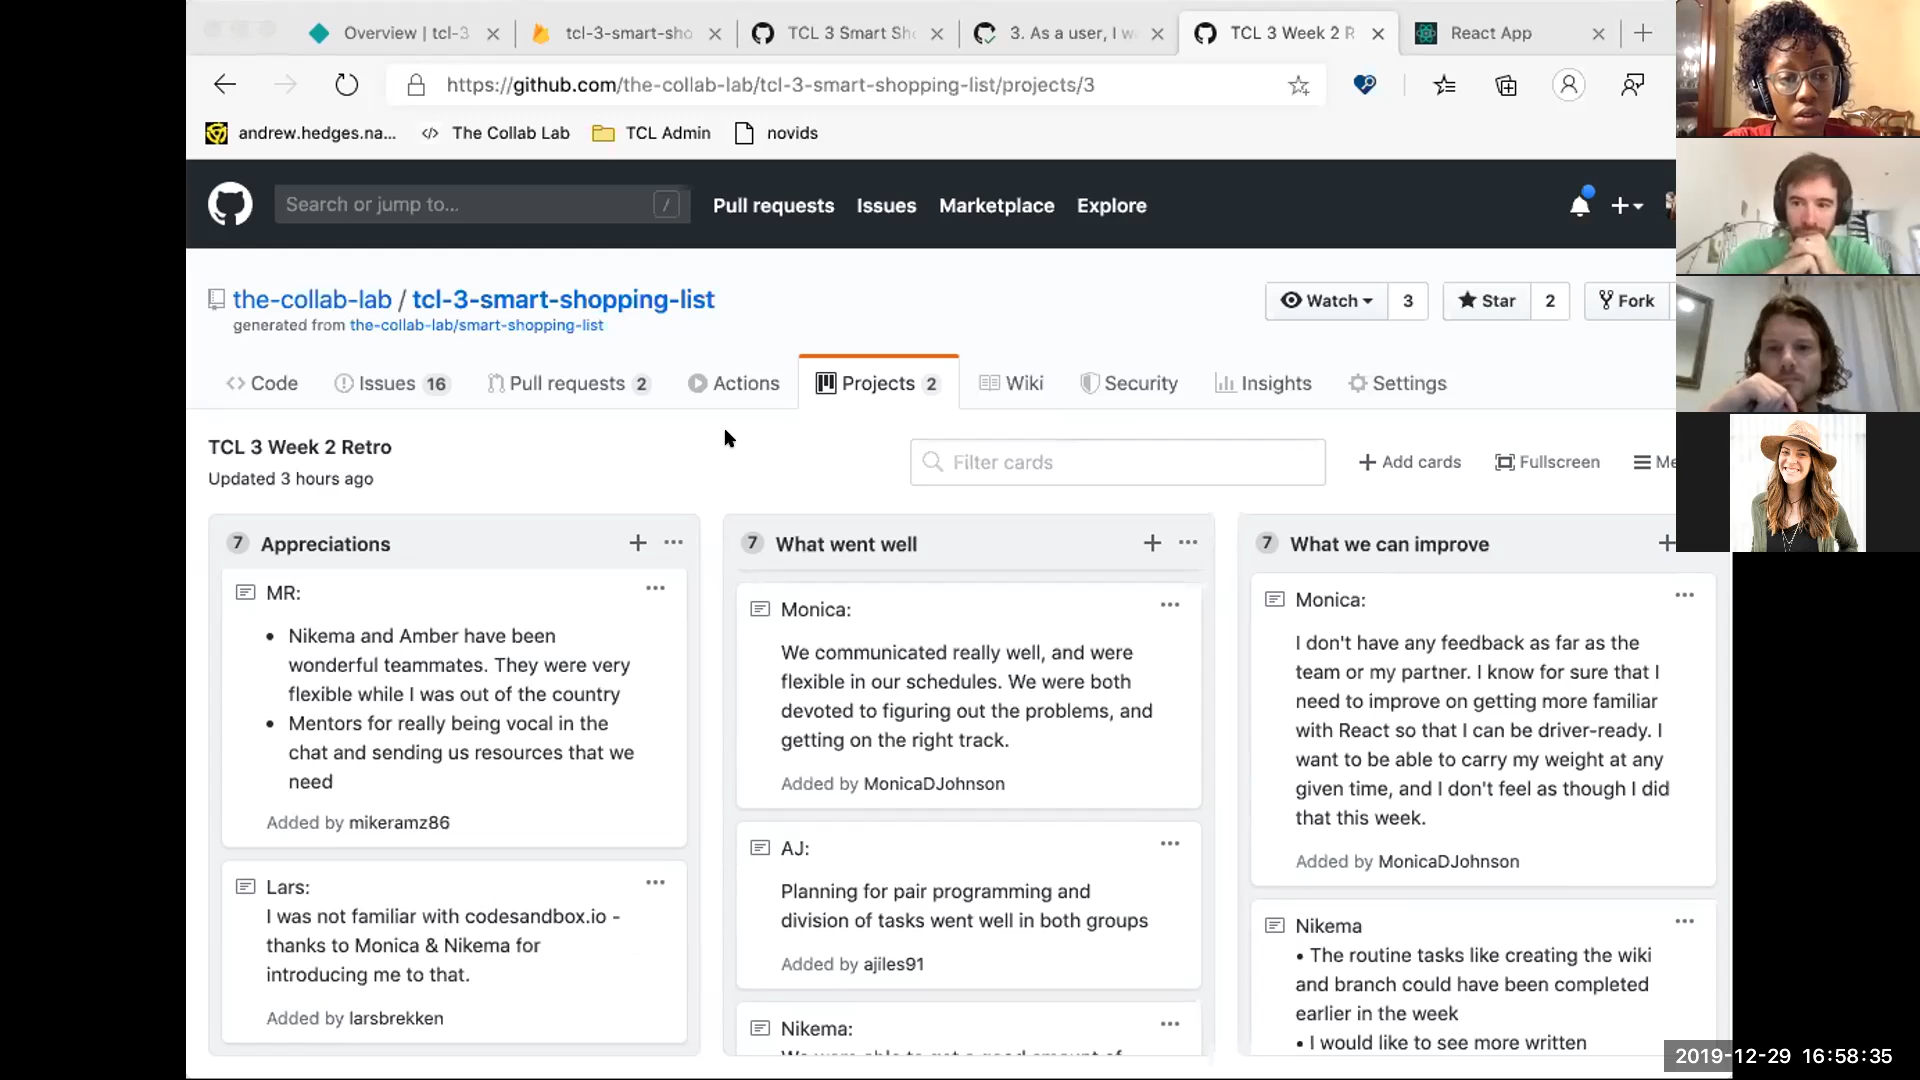 Overview | tcl-3
tcl-3-smart-sho
TCL 3 Smart Sh
3. As a user, I w
TCL 3 Week 2 R
React App
https://github.com/the-collab-lab/tcl-3-smart-shopping-list/projects/3
andrew.hedges.na...
The Collab Lab
TCL Admin
novids
Search or jump to...
/
Pull requests
Issues
Marketplace
Explore
the-collab-lab / tcl-3-smart-shopping-list
generated from the-collab-lab/smart-shopping-list
Watch
3
Star
2
Fork
Code
Issues 16
Pull requests 2
Actions
Projects 2
Wiki
Security
Insights
Settings
TCL 3 Week 2 Retro
Updated 3 hours ago
Filter cards
Add cards
Fullscreen
Me
7 Appreciations
MR:
• Nikema and Amber have been
wonderful teammates. They were very
flexible while I was out of the country
• Mentors for really being vocal in the
chat and sending us resources that we
need
Added by mikeramz86
Lars:
I was not familiar with codesandbox.io -
thanks to Monica & Nikema for
introducing me to that.
Added by larsbrekken
7 What went well
Monica:
We communicated really well, and were
flexible in our schedules. We were both
devoted to figuring out the problems, and
getting on the right track.
Added by MonicaDJohnson
AJ:
Planning for pair programming and
division of tasks went well in both groups
Added by ajiles91
Nikema:
7 What we can improve
Monica:
I don't have any feedback as far as the
team or my partner. I know for sure that I
need to improve on getting more familiar
with React so that I can be driver-ready. I
want to be able to carry my weight at any
given time, and I don't feel as though I did
that this week.
Added by MonicaDJohnson
Nikema
• The routine tasks like creating the wiki
and branch could have been completed
earlier in the week
• I would like to see more written
2019-12-29 16:58:35